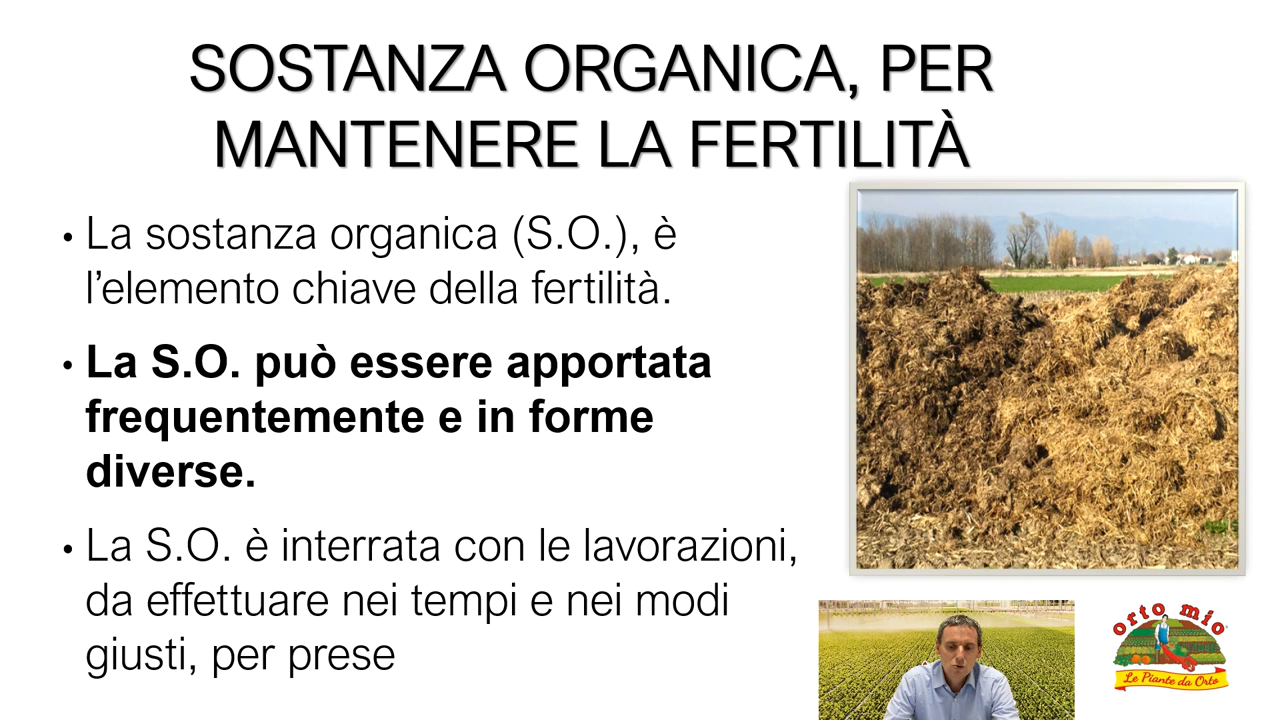 SOSTANZA ORGANICA, PER
MANTENERE LA FERTILITÀ
• La sostanza organica (S.O.), è
l’elemento chiave della fertilità.
• La S.O. può essere apportata
frequentemente e in forme
diverse.
• La S.O. è interrata con le lavorazioni,
da effettuare nei tempi e nei modi
giusti, per prese
orto mio
Le Piante da Orto